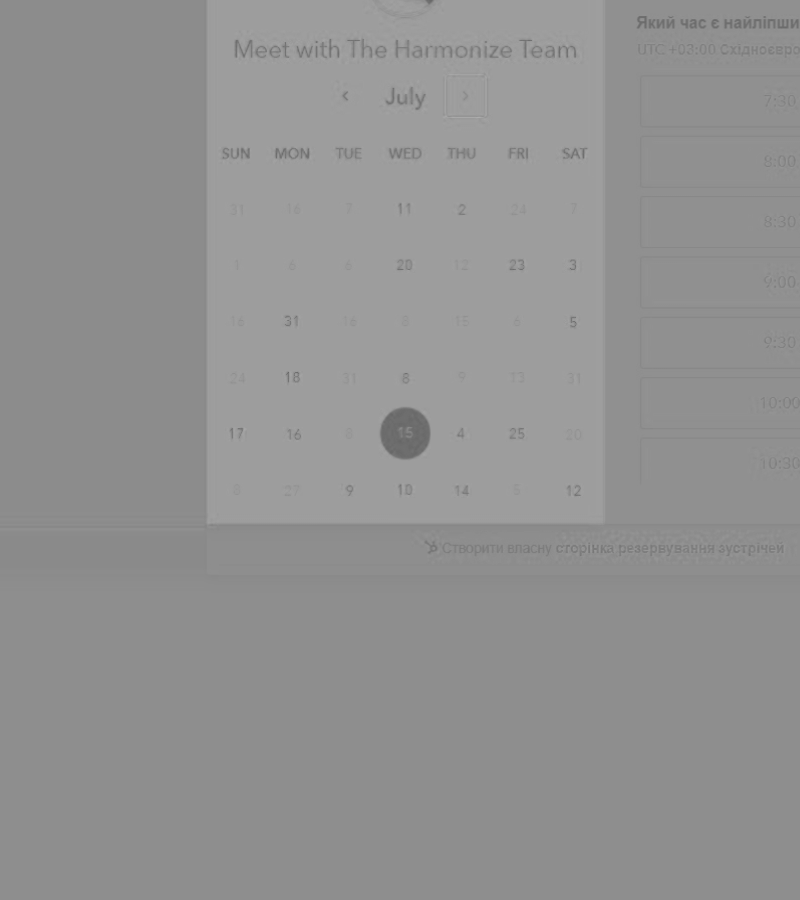 Meet with The Harmonize Team
July
SUN MON TUE WED THU FRI SAT
31 16 7 11 2 24 7
1 6 6 20 12 23 3
16 31 16 8 15 6 5
24 18 31 8 9 13 31
17 16 8 15 4 25 20
8 27 9 10 14 5 12
Який час є
UTC +03:00
7:30
8:00
8:30
9:00
9:30
10:00
10:30
Створити власну сторінка резервування зустрічей